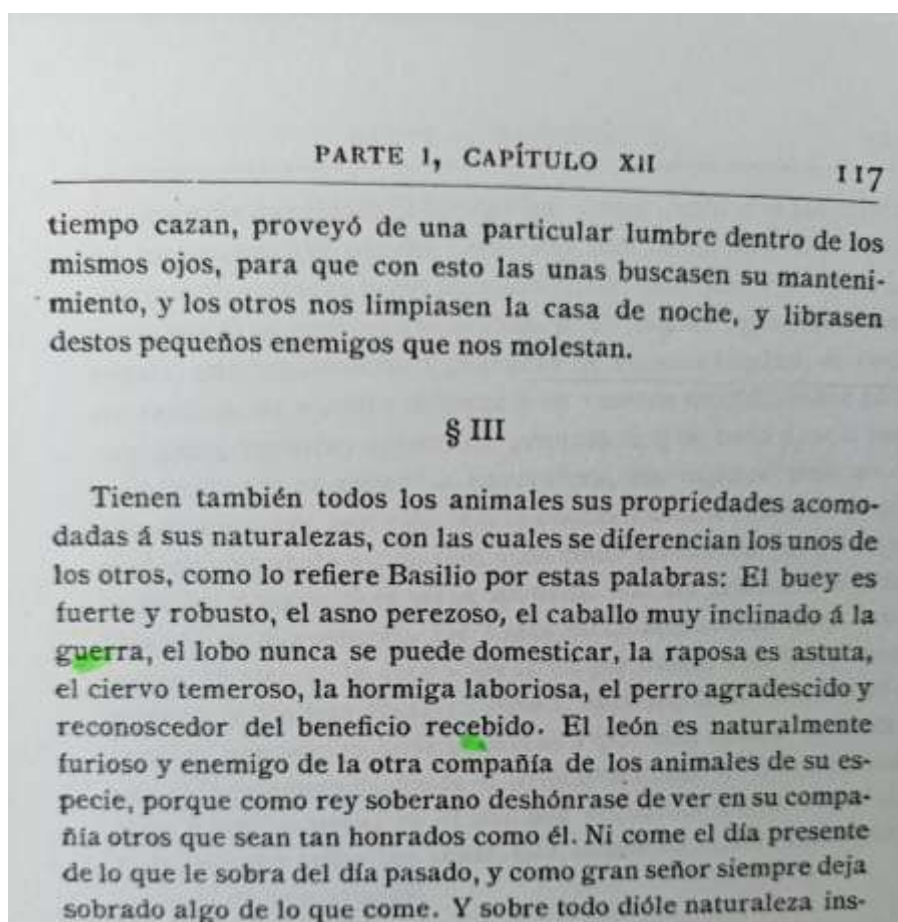 PARTE I, CAPÍTULO XII 117
tiempo cazan, proveyó de una particular lumbre dentro de los
mismos ojos, para que con esto las unas buscasen su manteni-
miento, y los otros nos limpiasen la casa de noche, y librasen
destos pequeños enemigos que nos molestan.
§ III
Tienen también todos los animales sus propriedades acomo-
dadas á sus naturalezas, con las cuales se diferencian los unos de
los otros, como lo refiere Basilio por estas palabras: El buey es
fuerte y robusto, el asno perezoso, el caballo muy inclinado á la
guerra, el lobo nunca se puede domesticar, la raposa es astuta,
el ciervo temeroso, la hormiga laboriosa, el perro agradescido y
reconoscedor del beneficio recebido. El león es naturalmente
furioso y enemigo de la otra compañía de los animales de su es-
pecie, porque como rey soberano deshónrase de ver en su compa-
ñía otros que sean tan honrados como él. Ni come el día presente
de lo que le sobra del día pasado, y como gran señor siempre deja
sobrado algo de lo que come. Y sobre todo dióle naturaleza ins-